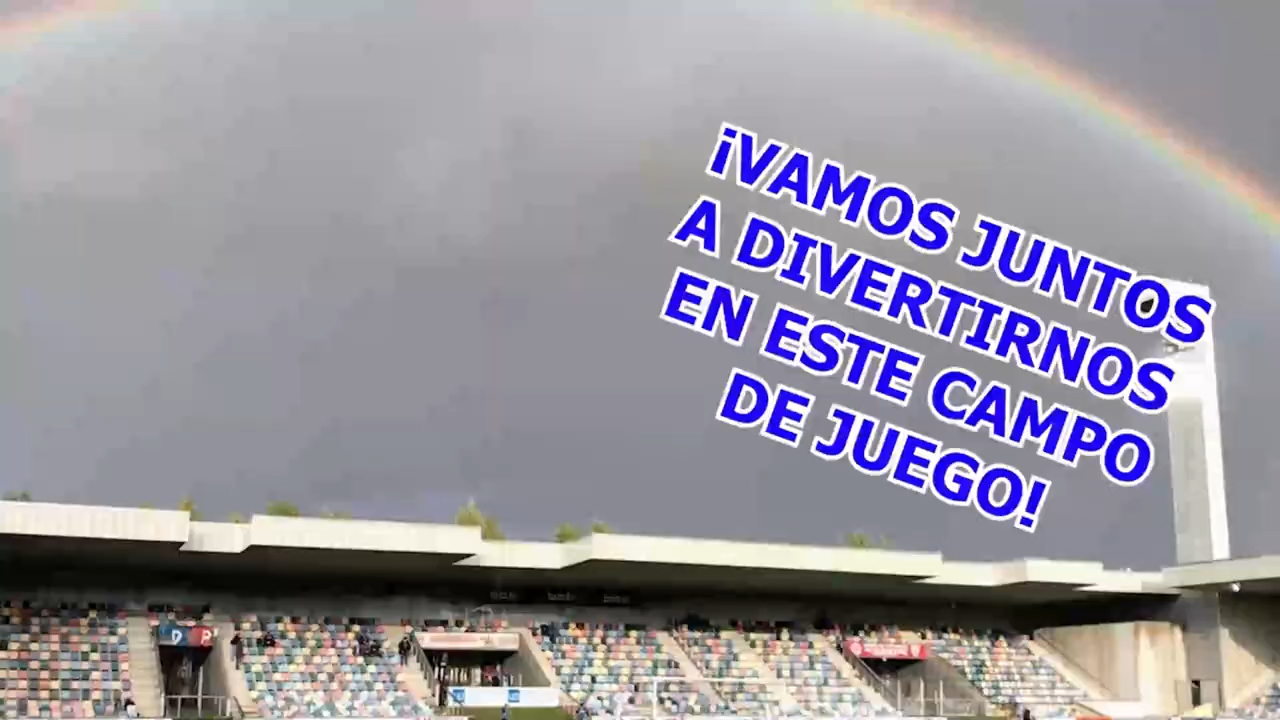 ¡VAMOS JUNTOS
A DIVERTIRNOS
EN ESTE CAMPO
DE JUEGO!
D P